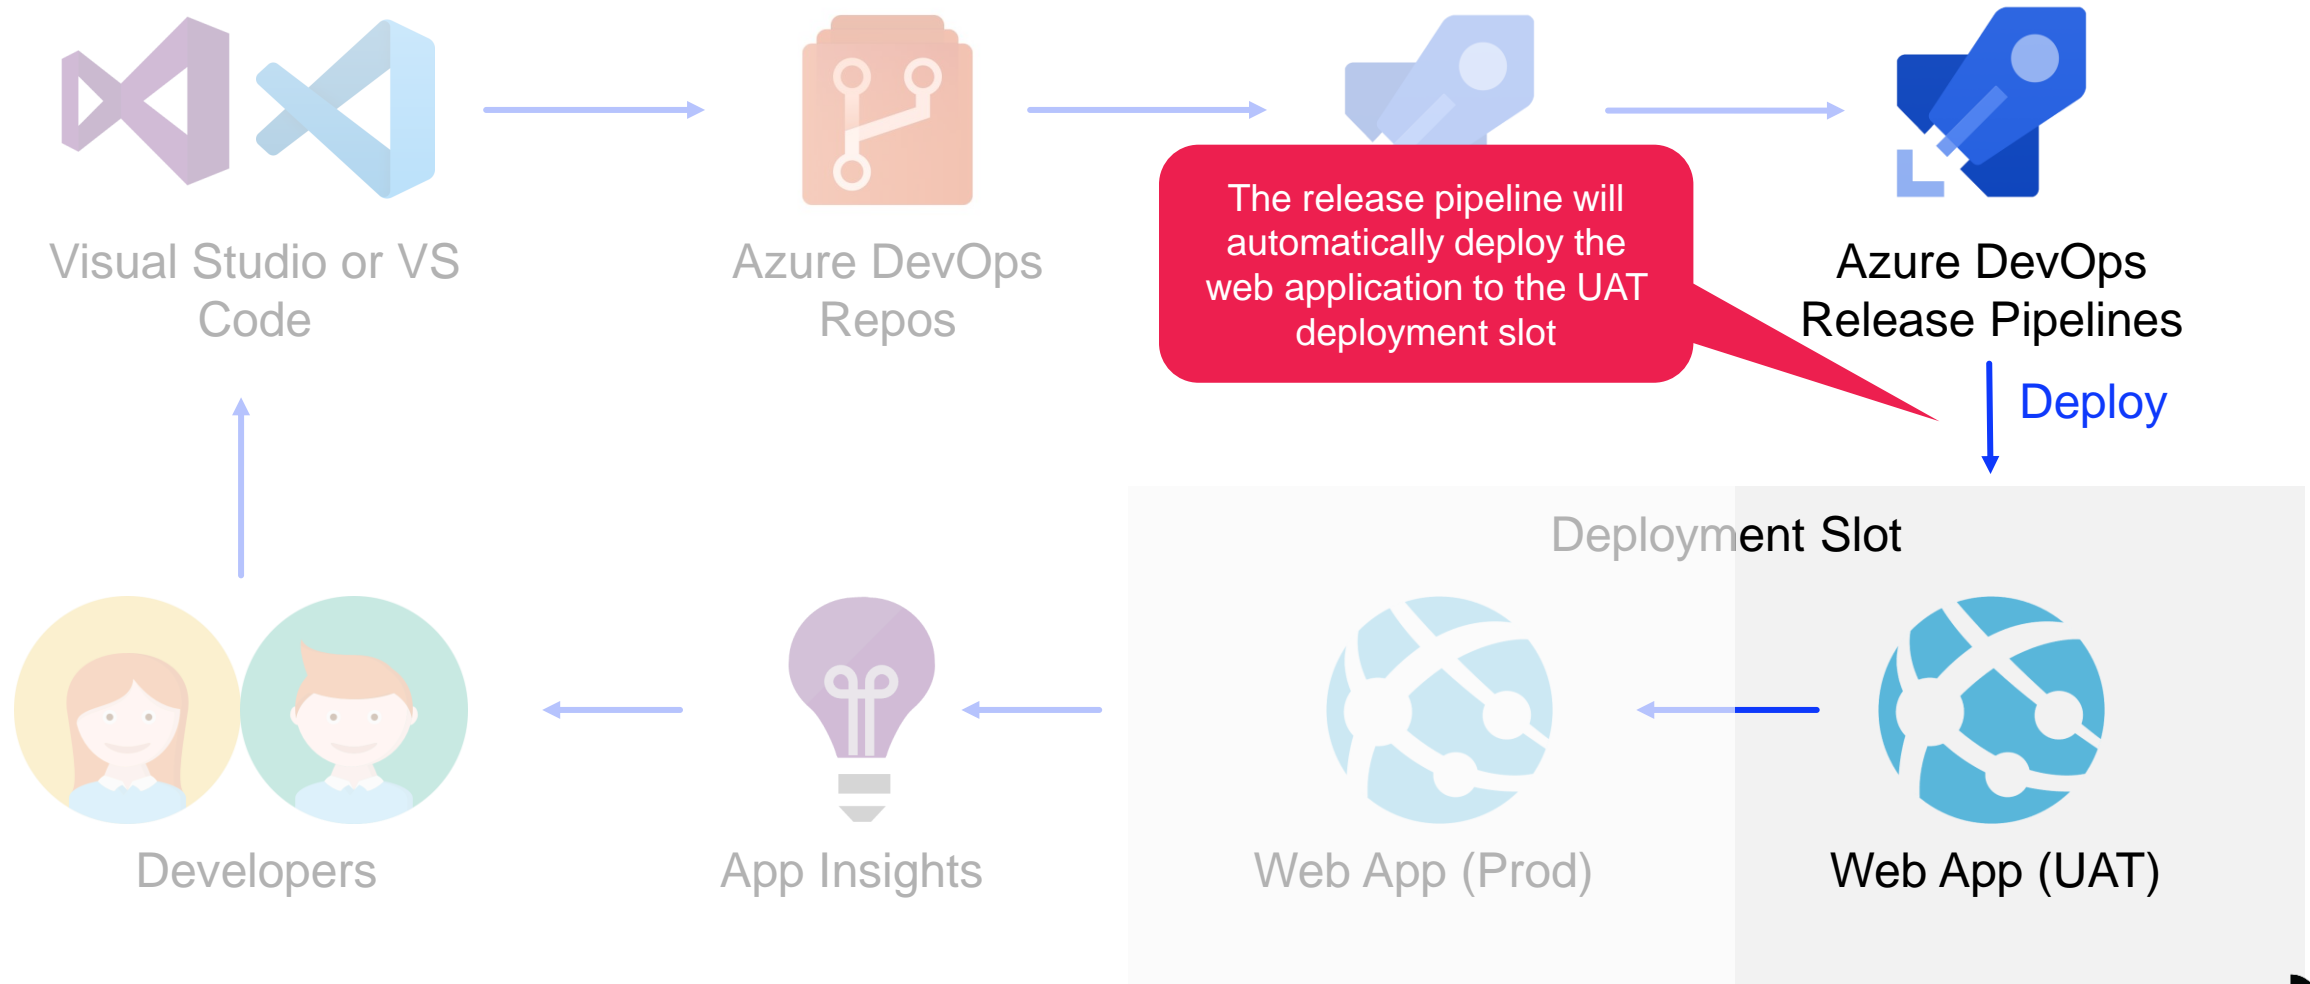 Visual Studio or VS
Code
Azure DevOps
Repos
The release pipeline will
automatically deploy the
web application to the UAT
deployment slot
Azure DevOps
Release Pipelines
Deploy
Deployment Slot
Developers
App Insights
Web App (Prod)
Web App (UAT)